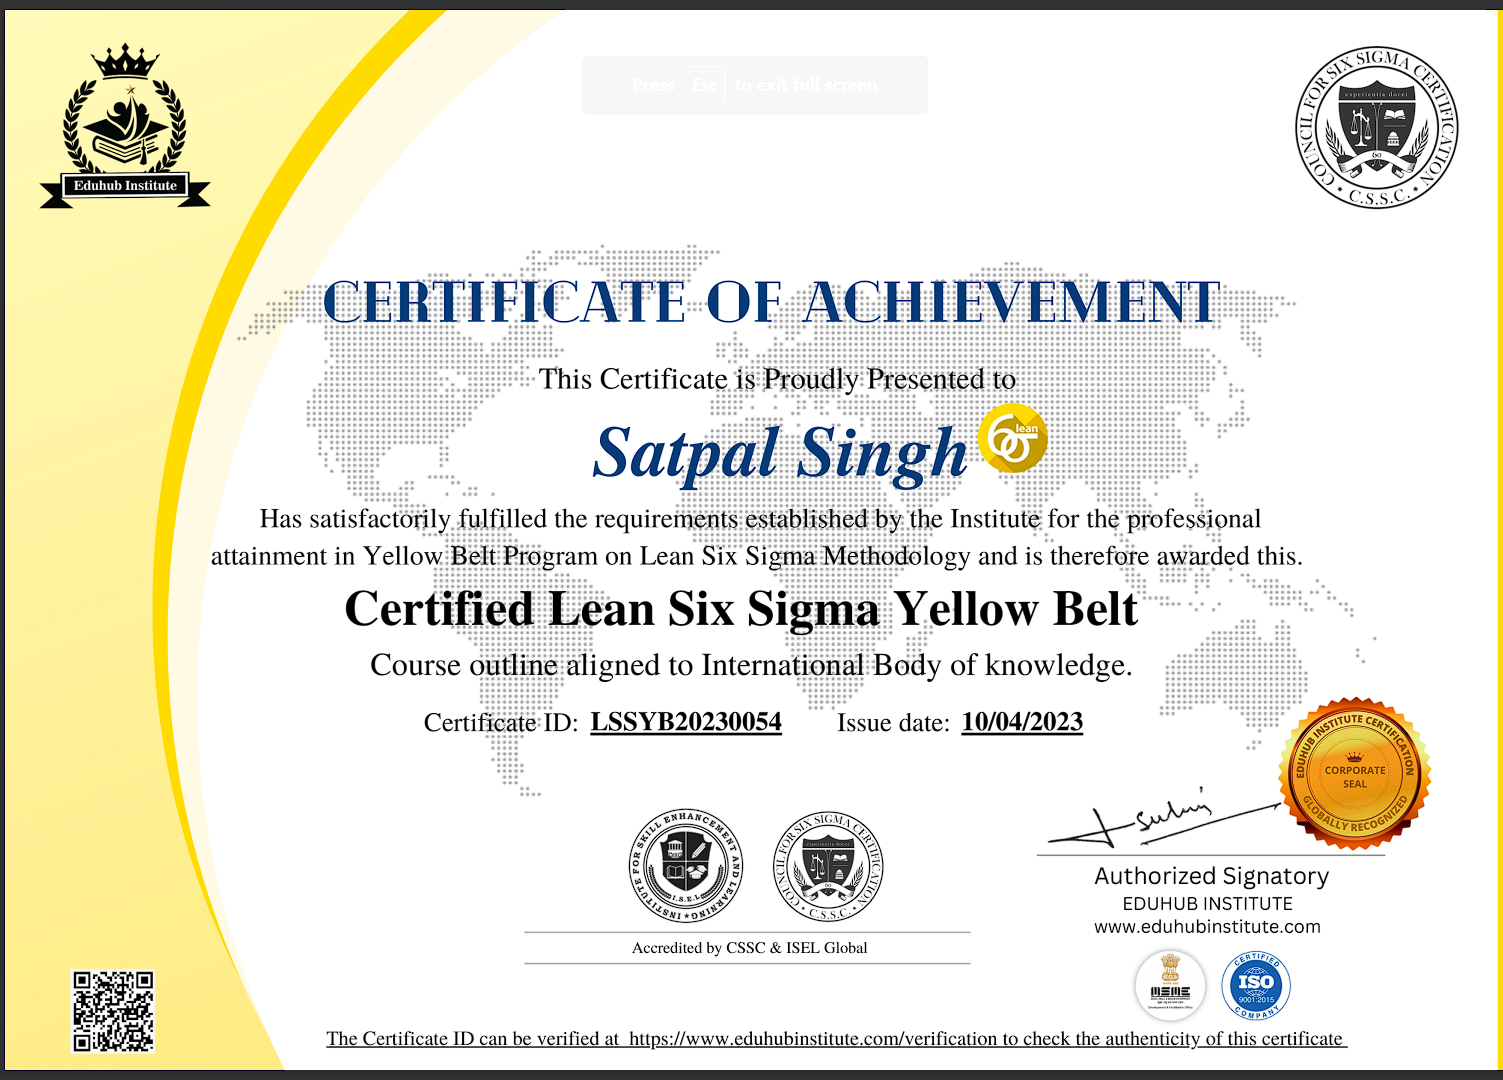 Eduhub Institute
Press Esc to exit full screen
COUNCIL FOR SIX SIGMA CERTIFICATION
experientia docet
6σ
C.S.S.C.
CERTIFICATE OF ACHIEVEMENT
This Certificate is Proudly Presented to
Satpal Singh
6σ lean
Has satisfactorily fulfilled the requirements established by the Institute for the professional
attainment in Yellow Belt Program on Lean Six Sigma Methodology and is therefore awarded this.
Certified Lean Six Sigma Yellow Belt
Course outline aligned to International Body of knowledge.
Certificate ID: LSSYB20230054 Issue date: 10/04/2023
EDUHUB INSTITUTE CERTIFICATION
CORPORATE
SEAL
GLOBALLY RECOGNIZED
INSTITUTE FOR SKILL ENHANCEMENT AND LEARNING
I.S.E.L
COUNCIL FOR SIX SIGMA CERTIFICATION
experientia docet
6σ
C.S.S.C.
Authorized Signatory
EDUHUB INSTITUTE
www.eduhubinstitute.com
Accredited by CSSC & ISEL Global
MSME
CERTIFIED
ISO
9001:2015
COMPANY
The Certificate ID can be verified at https://www.eduhubinstitute.com/verification to check the authenticity of this certificate